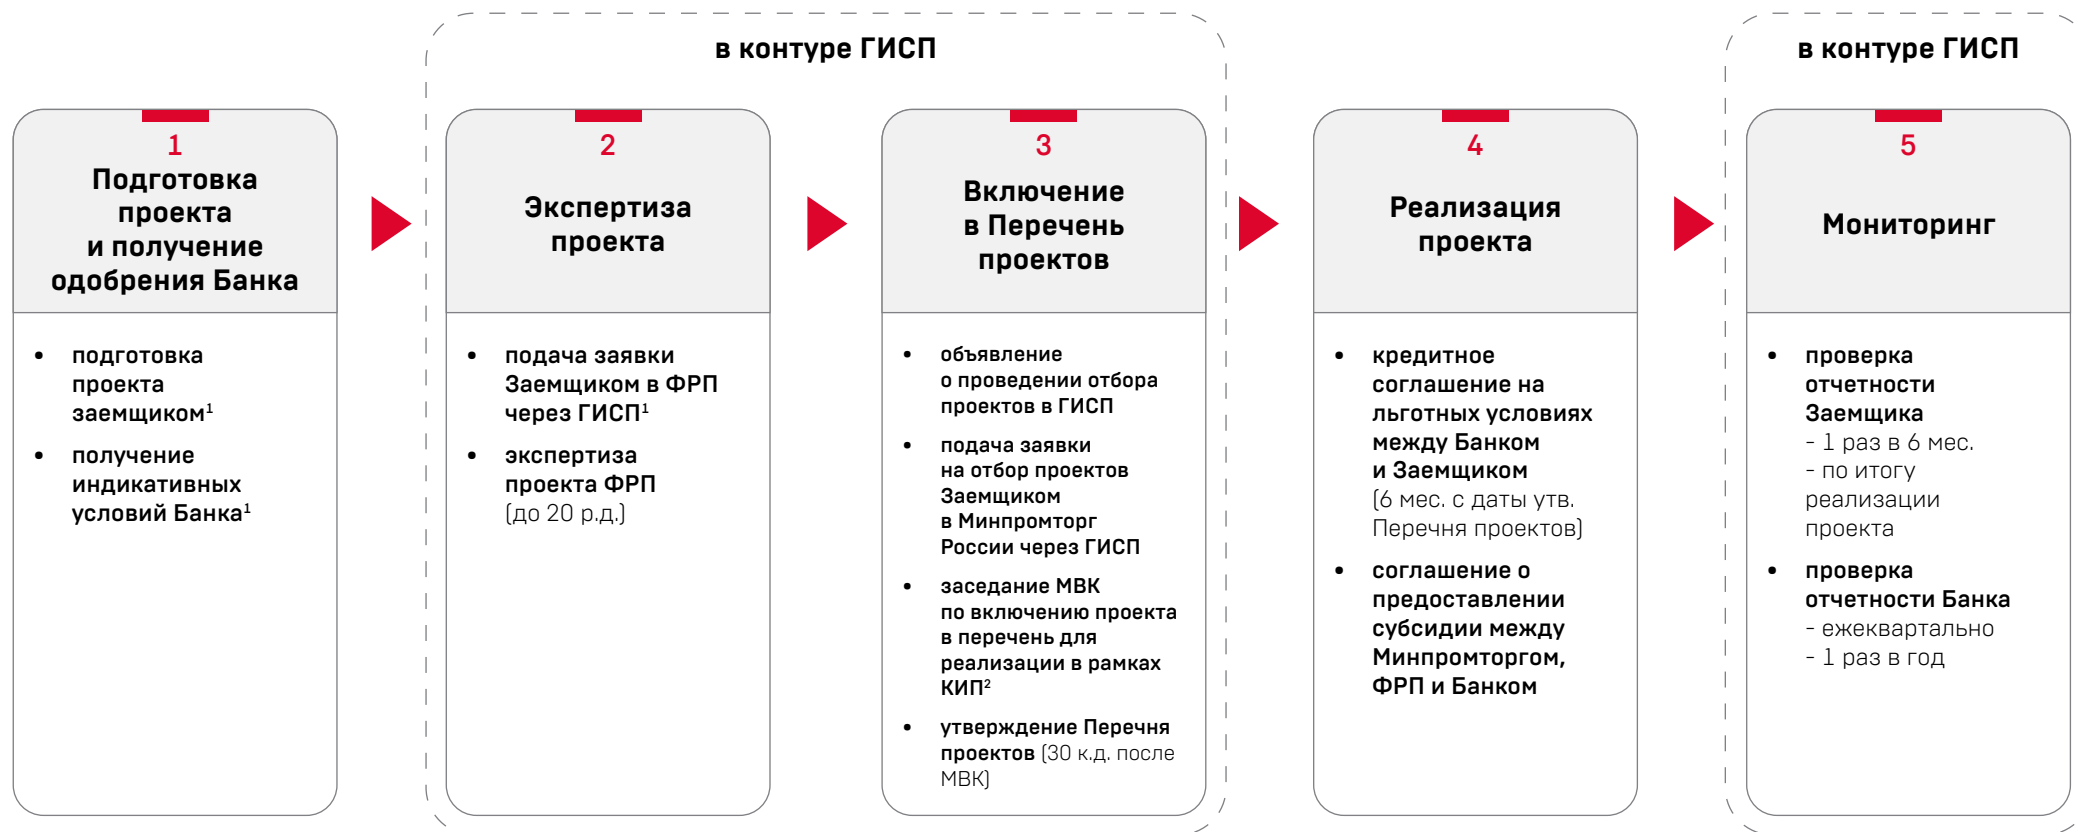 в контуре ГИСП
в контуре ГИСП
1
Подготовка
проекта
и получение
одобрения Банка
• подготовка
проекта
заемщиком¹
• получение
индикативных
условий Банка¹
2
Экспертиза
проекта
• подача заявки
Заемщиком в ФРП
через ГИСП¹
• экспертиза
проекта ФРП
(до 20 р.д.)
3
Включение
в Перечень
проектов
• объявление
о проведении отбора
проектов в ГИСП
• подача заявки
на отбор проектов
Заемщиком
в Минпромторг
России через ГИСП
• заседание МВК
по включению проекта
в перечень для
реализации в рамках
КИП²
• утверждение Перечня
проектов (30 к.д. после
МВК)
4
Реализация
проекта
• кредитное
соглашение на
льготных условиях
между Банком
и Заемщиком
(6 мес. с даты утв.
Перечня проектов)
• соглашение о
предоставлении
субсидии между
Минпромторгом,
ФРП и Банком
5
Мониторинг
• проверка
отчетности
Заемщика
- 1 раз в 6 мес.
- по итогу
реализации
проекта
• проверка
отчетности Банка
- ежеквартально
- 1 раз в год